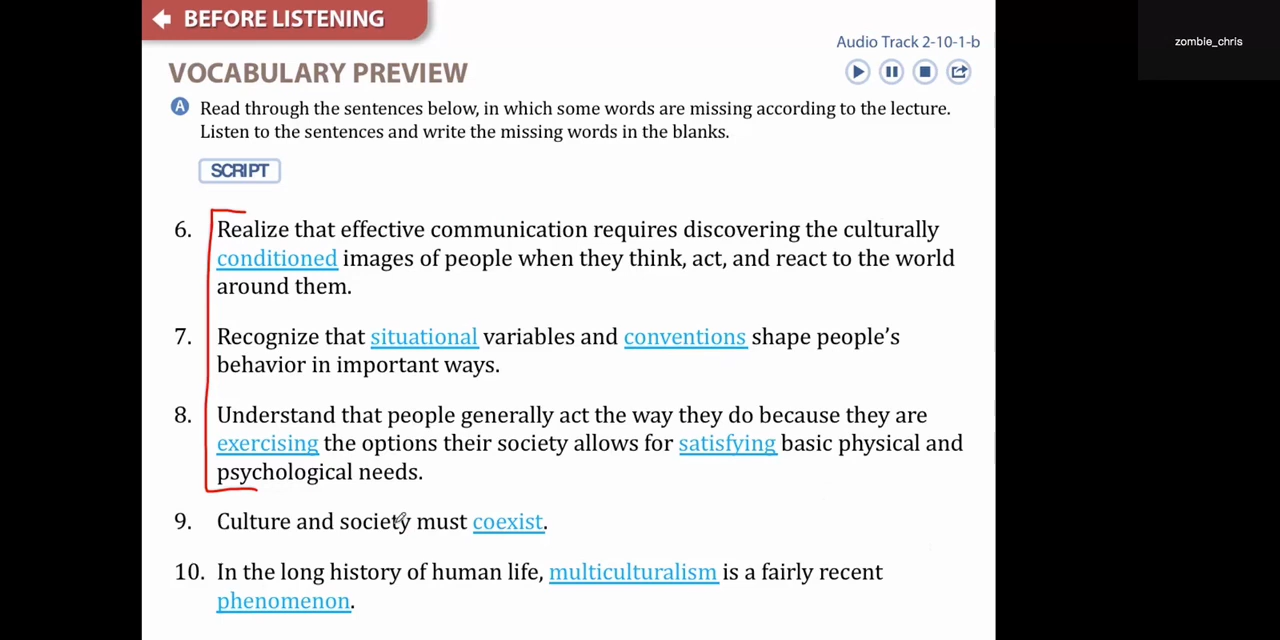 BEFORE LISTENING
zombie_chris
Audio Track 2-10-1-b
VOCABULARY PREVIEW
A Read through the sentences below, in which some words are missing according to the lecture.
Listen to the sentences and write the missing words in the blanks.
SCRIPT
6. Realize that effective communication requires discovering the culturally
conditioned images of people when they think, act, and react to the world
around them.
7. Recognize that situational variables and conventions shape people's
behavior in important ways.
8. Understand that people generally act the way they do because they are
exercising the options their society allows for satisfying basic physical and
psychological needs.
9. Culture and society must coexist.
10. In the long history of human life, multiculturalism is a fairly recent
phenomenon.